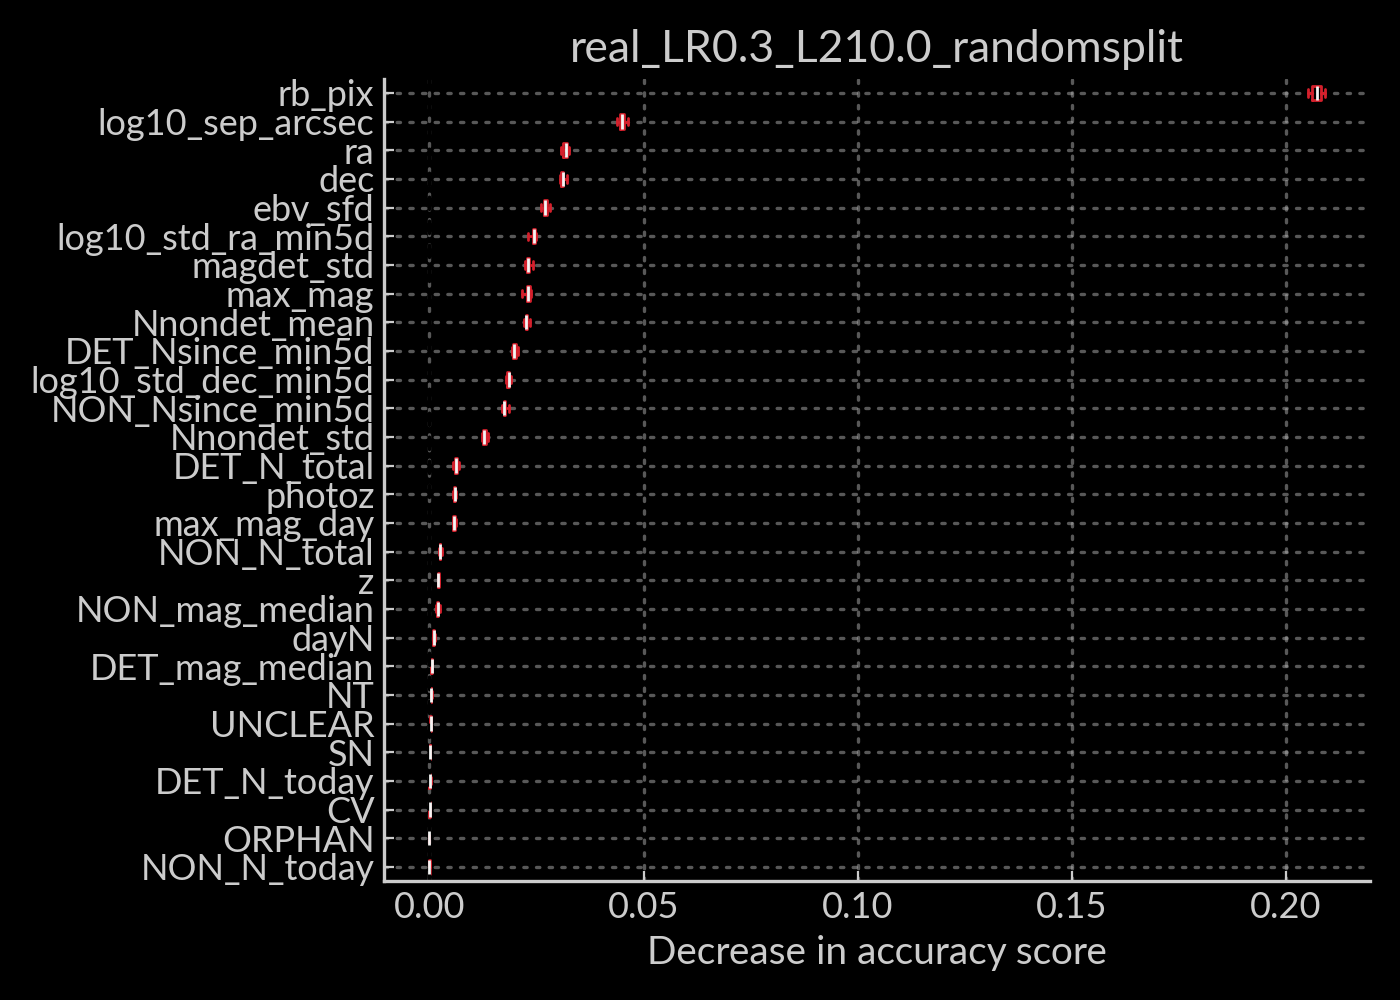 real_LR0.3_L210.0_randomsplit
rb_pix
log10_sep_arcsec
ra
dec
ebv_sfd
log10_std_ra_min5d
magdet_std
max_mag
Nnondet_mean
DET_Nsince_min5d
log10_std_dec_min5d
NON_Nsince_min5d
Nnondet_std
DET_N_total
photoz
max_mag_day
NON_N_total
z
NON_mag_median
dayN
DET_mag_median
NT
UNCLEAR
SN
DET_N_today
CV
ORPHAN
NON_N_today
0.00 0.05 0.10 0.15 0.20
Decrease in accuracy score